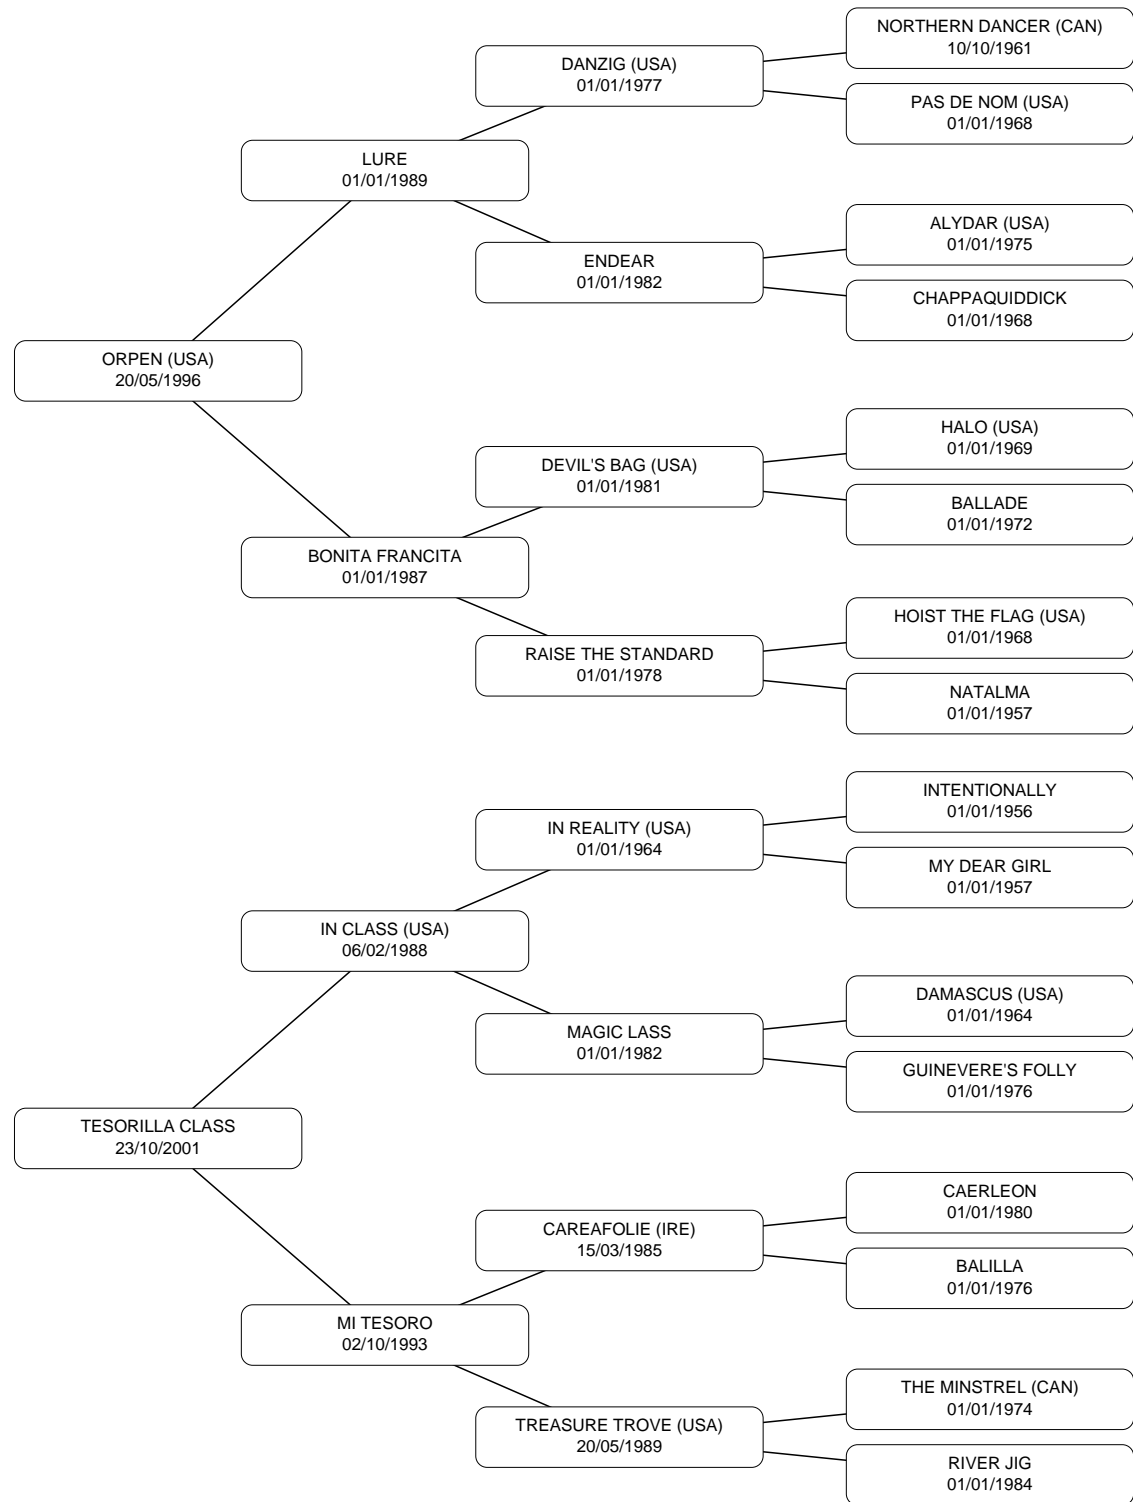 NORTHERN DANCER (CAN)
10/10/1961
DANZIG (USA)
01/01/1977
PAS DE NOM (USA)
01/01/1968
LURE
01/01/1989
ALYDAR (USA)
01/01/1975
ENDEAR
01/01/1982
CHAPPAQUIDDICK
01/01/1968
ORPEN (USA)
20/05/1996
HALO (USA)
01/01/1969
DEVIL'S BAG (USA)
01/01/1981
BALLADE
01/01/1972
BONITA FRANCITA
01/01/1987
HOIST THE FLAG (USA)
01/01/1968
RAISE THE STANDARD
01/01/1978
NATALMA
01/01/1957
INTENTIONALLY
01/01/1956
IN REALITY (USA)
01/01/1964
MY DEAR GIRL
01/01/1957
IN CLASS (USA)
06/02/1988
DAMASCUS (USA)
01/01/1964
MAGIC LASS
01/01/1982
GUINEVERE'S FOLLY
01/01/1976
TESORILLA CLASS
23/10/2001
CAERLEON
01/01/1980
CAREAFOLIE (IRE)
15/03/1985
BALILLA
01/01/1976
MI TESORO
02/10/1993
THE MINSTREL (CAN)
01/01/1974
TREASURE TROVE (USA)
20/05/1989
RIVER JIG
01/01/1984